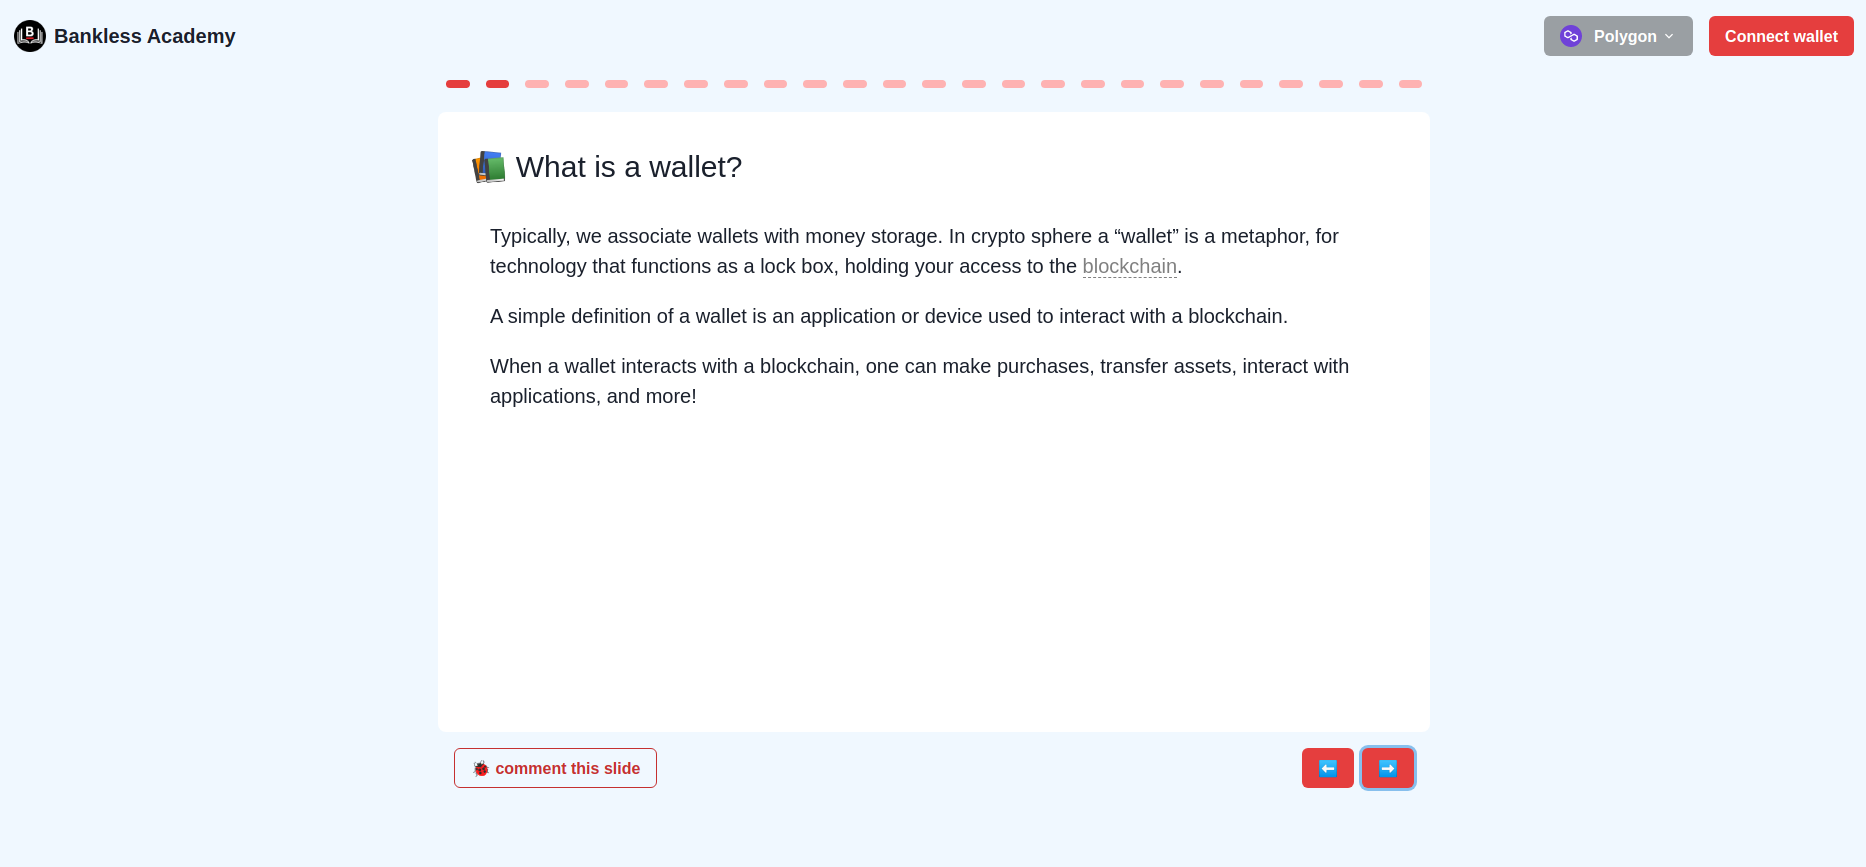 Bankless Academy
Polygon
Connect wallet
What is a wallet?
Typically, we associate wallets with money storage. In crypto sphere a “wallet” is a metaphor, for
technology that functions as a lock box, holding your access to the blockchain.
A simple definition of a wallet is an application or device used to interact with a blockchain.
When a wallet interacts with a blockchain, one can make purchases, transfer assets, interact with
applications, and more!
comment this slide